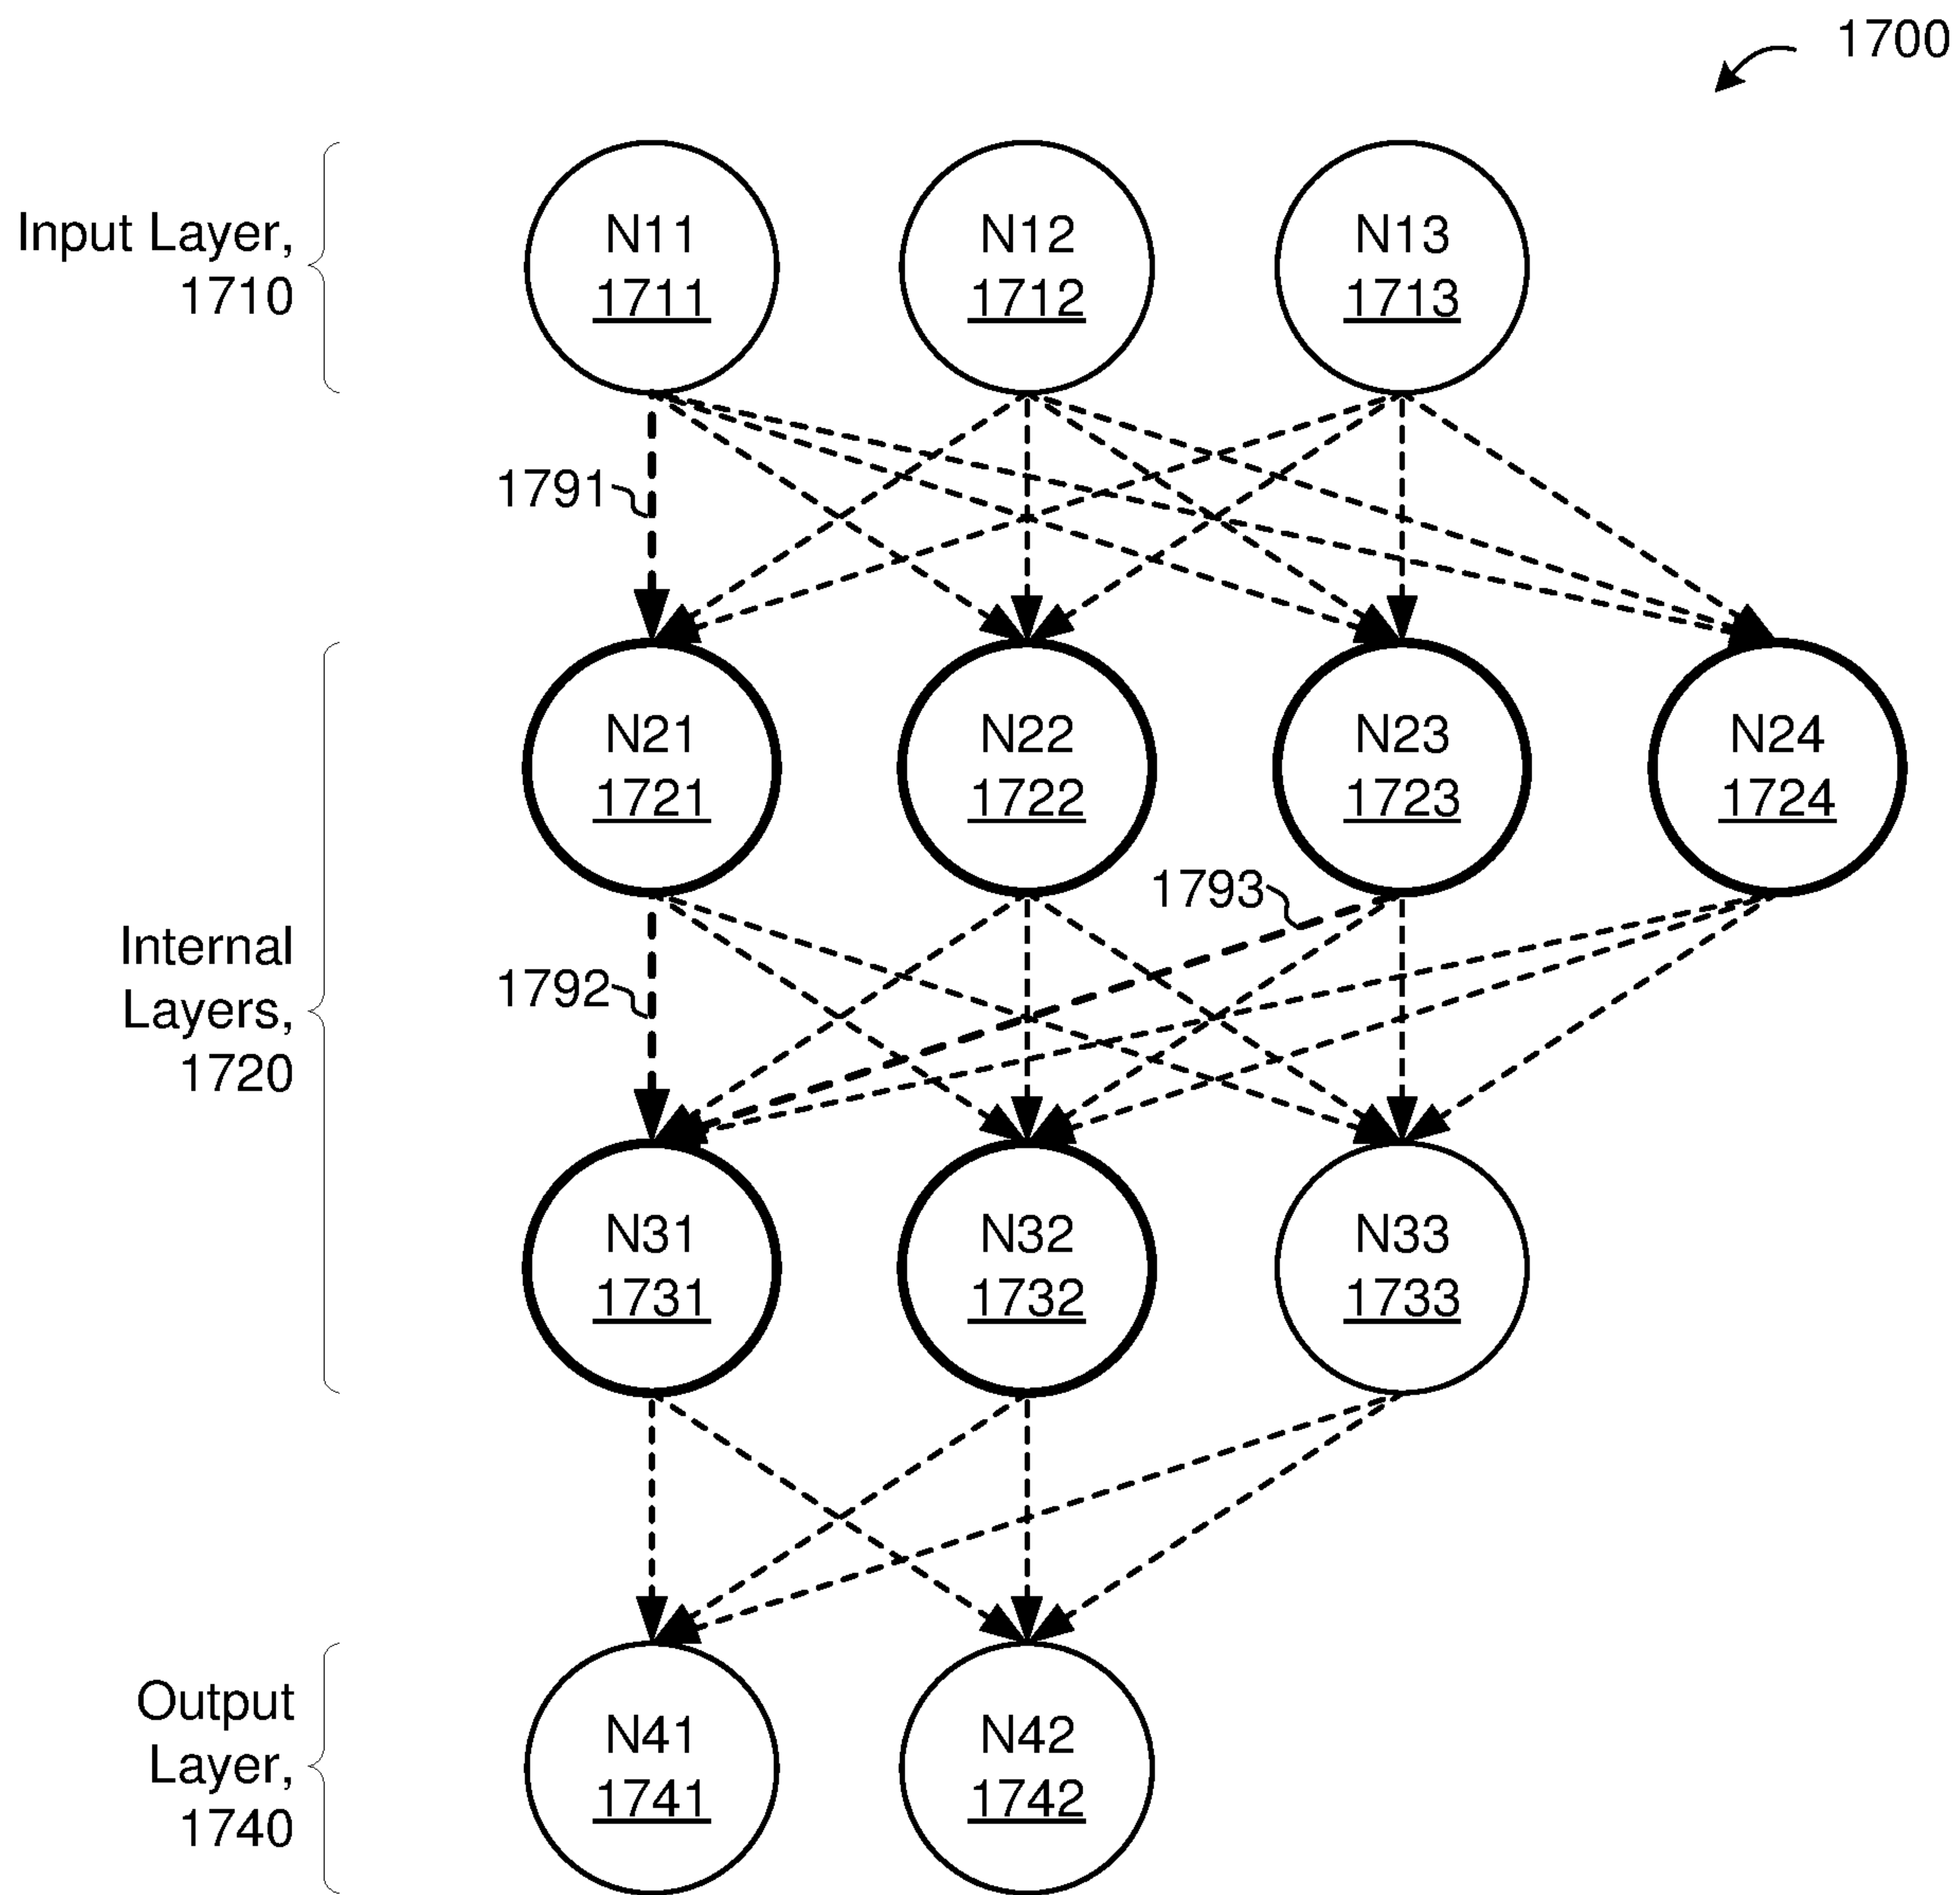 1700
Input Layer,
1710
N11
1711
N12
1712
N13
1713
1791
N21
1721
N22
1722
N23
1723
N24
1724
1793
Internal
Layers,
1720
1792
N31
1731
N32
1732
N33
1733
Output
Layer,
1740
N41
1741
N42
1742